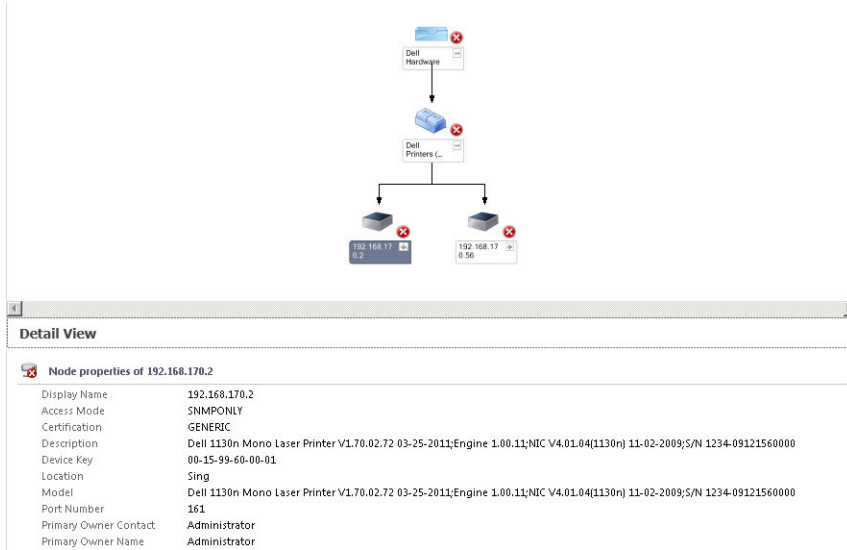 Dell
Hardware
Dell
Printers (...
192.168.17
0.2
192.168.17
0.56
Detail View
Node properties of 192.168.170.2
Display Name 192.168.170.2
Access Mode SNMPONLY
Certification GENERIC
Description Dell 1130n Mono Laser Printer V1.70.02.72 03-25-2011;Engine 1.00.11;NIC V4.01.04(1130n) 11-02-2009;S/N 1234-09121560000
Device Key 00-15-99-60-00-01
Location Sing
Model Dell 1130n Mono Laser Printer V1.70.02.72 03-25-2011;Engine 1.00.11;NIC V4.01.04(1130n) 11-02-2009;S/N 1234-09121560000
Port Number 161
Primary Owner Contact Administrator
Primary Owner Name Administrator